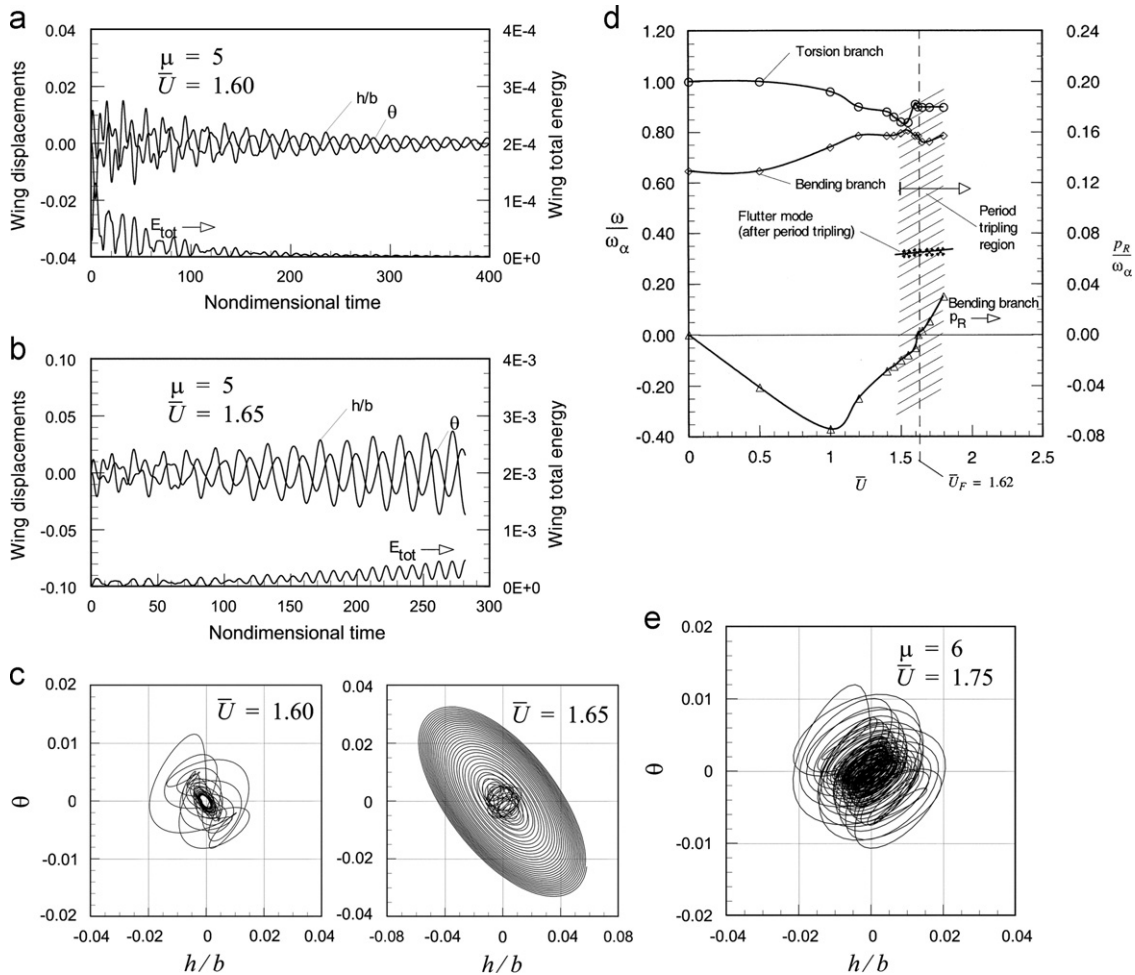 a
0.04
0.02
0.00
-0.02
-0.04
Wing displacements
μ = 5
U̅ = 1.60
h/b
θ
E_tot
4E-4
3E-4
2E-4
1E-4
0E+0
Wing total energy
0 100 200 300 400
Nondimensional time
b
0.10
0.05
0.00
-0.05
-0.10
Wing displacements
μ = 5
U̅ = 1.65
h/b
θ
E_tot
4E-3
3E-3
2E-3
1E-3
0E+0
Wing total energy
0 50 100 150 200 250 300
Nondimensional time
c
0.02
0.01
0
-0.01
-0.02
θ
U̅ = 1.60
-0.04 -0.02 0 0.02 0.04
h/b
0.04
0.02
0
-0.02
-0.04
U̅ = 1.65
-0.08 -0.04 0 0.04 0.08
h/b
d
1.20
1.00
0.80
0.60
0.40
0.20
0.00
-0.20
-0.40
ω
ω_α
Torsion branch
Bending branch
Flutter mode
(after period tripling)
Period
tripling
region
Bending branch
p_R
0.24
0.20
0.16
0.12
0.09
0.06
0.04
0.00
-0.04
-0.08
p_R
ω_α
0 0.5 1.0 1.5 2.0 2.5
U̅
U̅_F = 1.62
e
0.02
0.01
0
-0.01
-0.02
θ
μ = 6
U̅ = 1.75
-0.04 -0.02 0 0.02 0.04
h/b